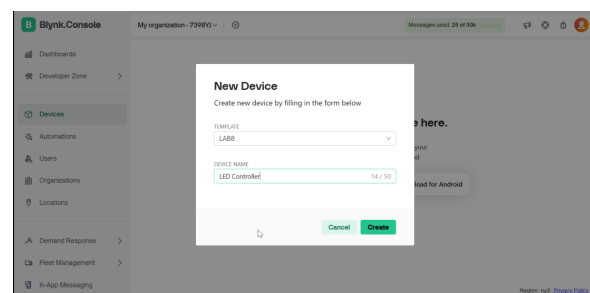 B Blynk.Console
My organization - 7398YJ
Messages used: 25 of 30k
Dashboards
Developer Zone
Devices
Automations
Users
Organizations
Locations
Demand Response
Fleet Management
In-App Messaging
New Device
Create new device by filling in the form below
TEMPLATE
LAB8
DEVICE NAME
LED Controller
14 / 50
Cancel
Create
e here.
your
d
load for Android
Region: ny3 Privacy Policy